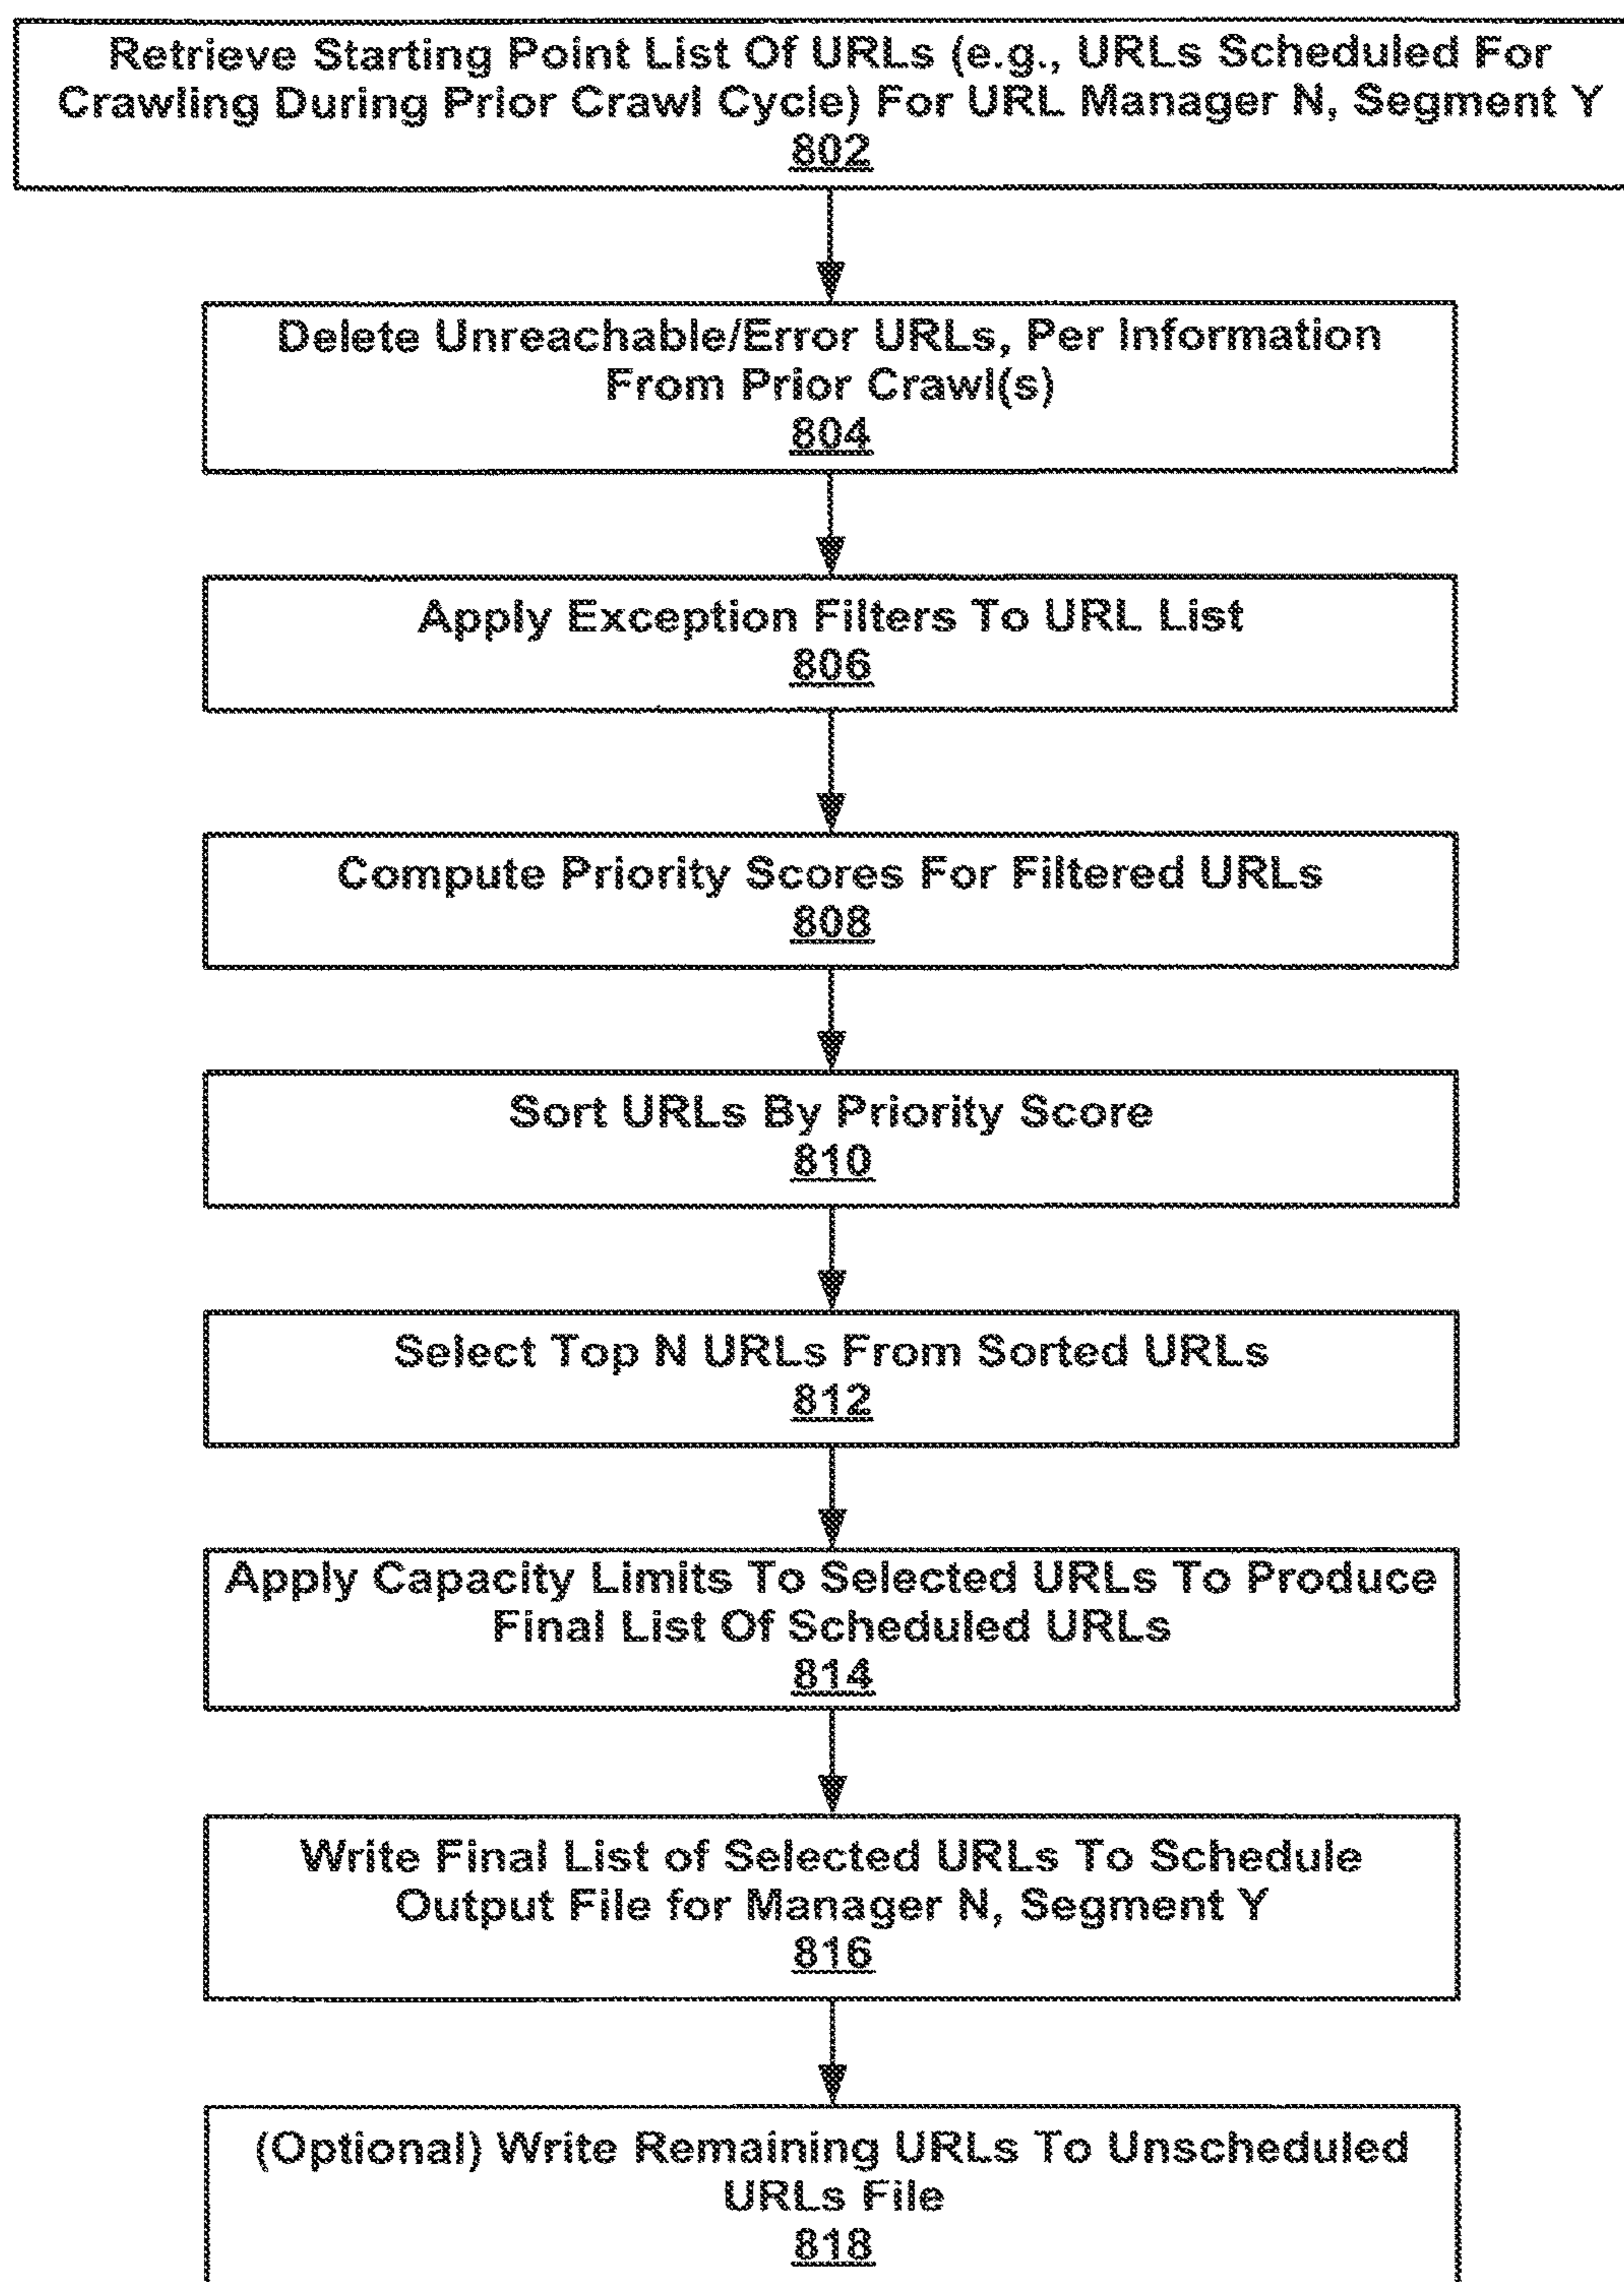 Retrieve Starting Point List Of URLs (e.g., URLs Scheduled For
Crawling During Prior Crawl Cycle) For URL Manager N, Segment Y
802
Delete Unreachable/Error URLs, Per Information
From Prior Crawl(s)
804
Apply Exception Filters To URL List
806
Compute Priority Scores For Filtered URLs
808
Sort URLs By Priority Score
810
Select Top N URLs From Sorted URLs
812
Apply Capacity Limits To Selected URLs To Produce
Final List Of Scheduled URLs
814
Write Final List of Selected URLs To Schedule
Output File for Manager N, Segment Y
816
(Optional) Write Remaining URLs To Unscheduled
URLs File
818